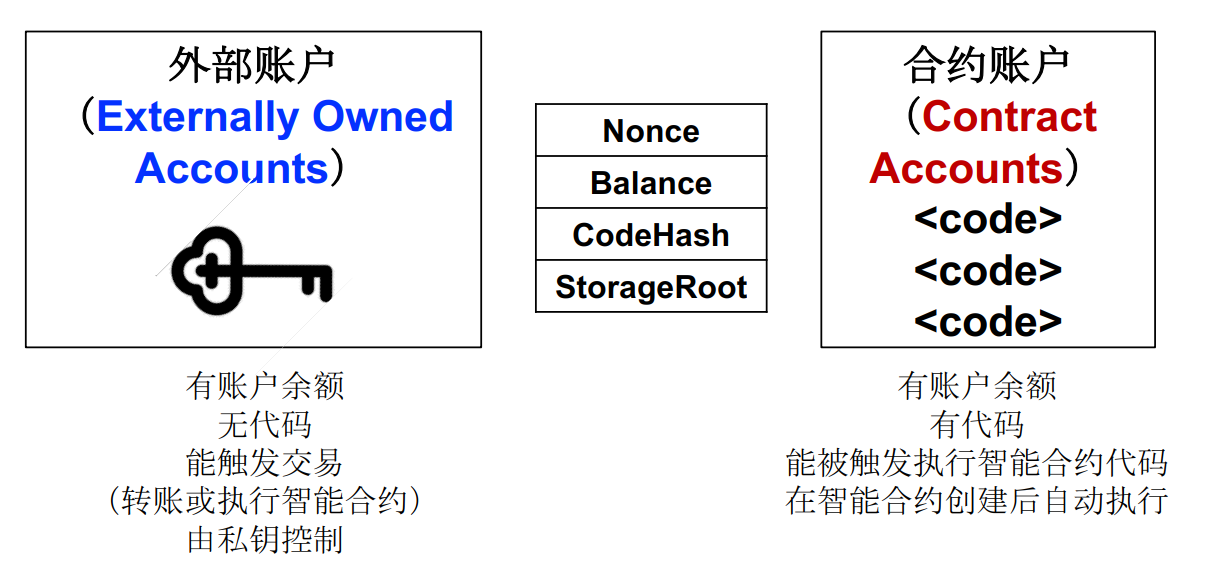 外部账户
（Externally Owned
Accounts）
有账户余额
无代码
能触发交易
（转账或执行智能合约）
由私钥控制
Nonce
Balance
CodeHash
StorageRoot
合约账户
（Contract
Accounts）
<code>
<code>
<code>
有账户余额
有代码
能被触发执行智能合约代码
在智能合约创建后自动执行